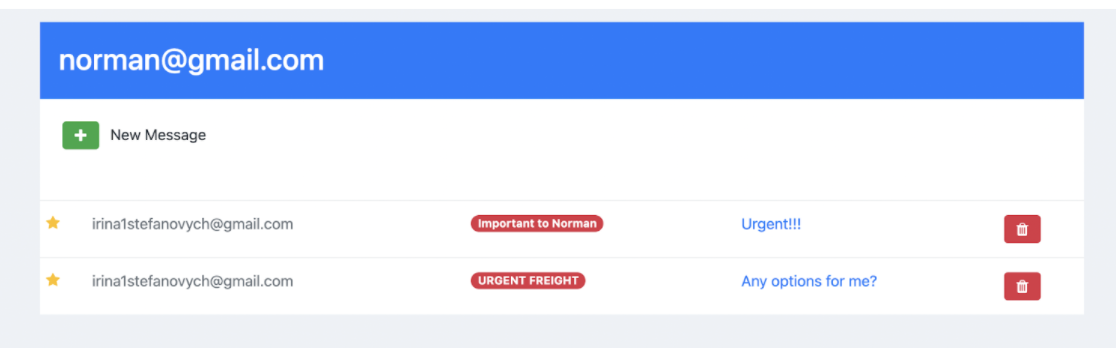 norman@gmail.com
+ New Message
irina1stefanovych@gmail.com Important to Norman Urgent!!!
irina1stefanovych@gmail.com URGENT FREIGHT Any options for me?